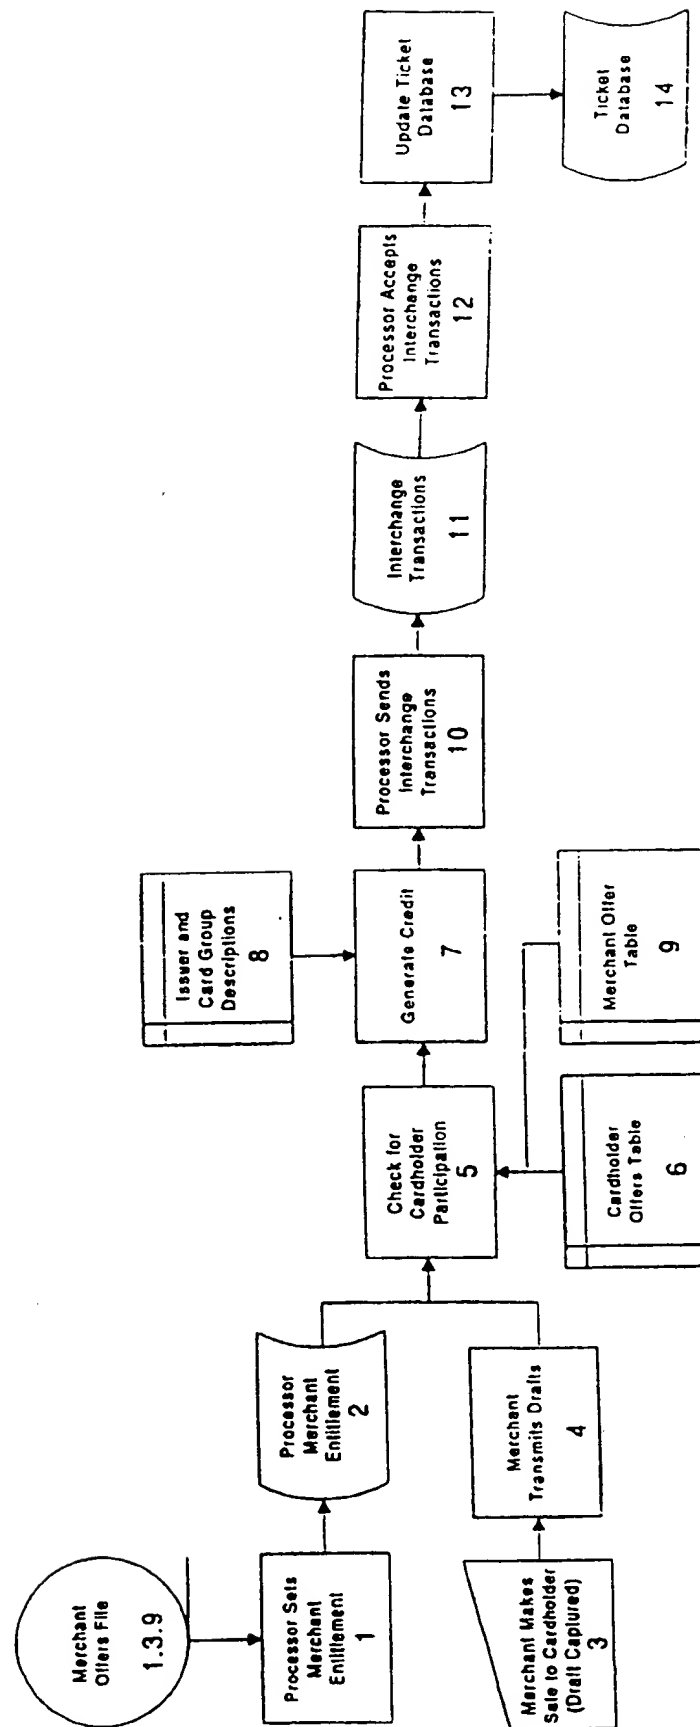 Merchant
Offers File
1.3.9
Processor Sets
Merchant
Entitlement
1
Processor
Merchant
Entitlement
2
Merchant Makes
Sale to Cardholder
(Draft Captured)
3
Merchant
Transmits Drafts
4
Check for
Cardholder
Participation
5
Cardholder
Offers Table
6
Generate Credit
7
Issuer and
Card Group
Descriptions
8
Merchant Offer
Table
9
Processor Sends
Interchange
Transactions
10
Interchange
Transactions
11
Processor Accepts
Interchange
Transactions
12
Update Ticket
Database
13
Ticket
Database
14